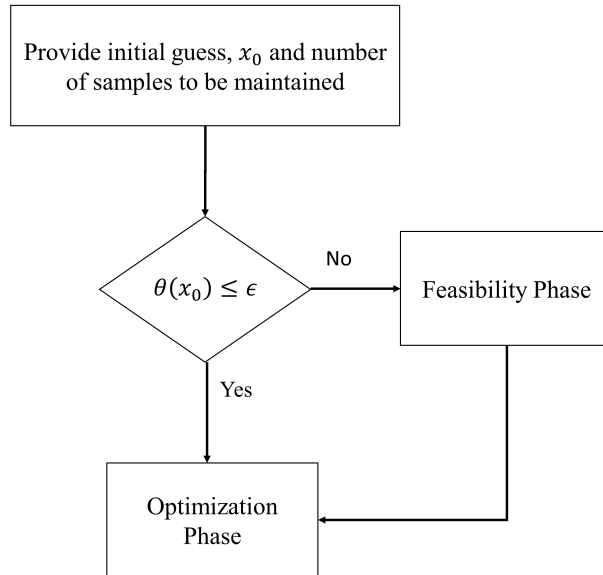 Provide initial guess, x₀ and number
of samples to be maintained
No
θ(x₀) ≤ ϵ
Feasibility Phase
Yes
Optimization
Phase